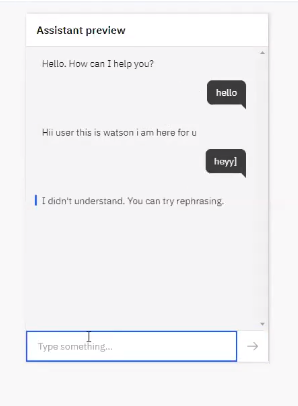 Assistant preview
Hello. How can I help you?
hello
Hii user this is watson i am here for u
heyy]
I didn't understand. You can try rephrasing.
Type something...